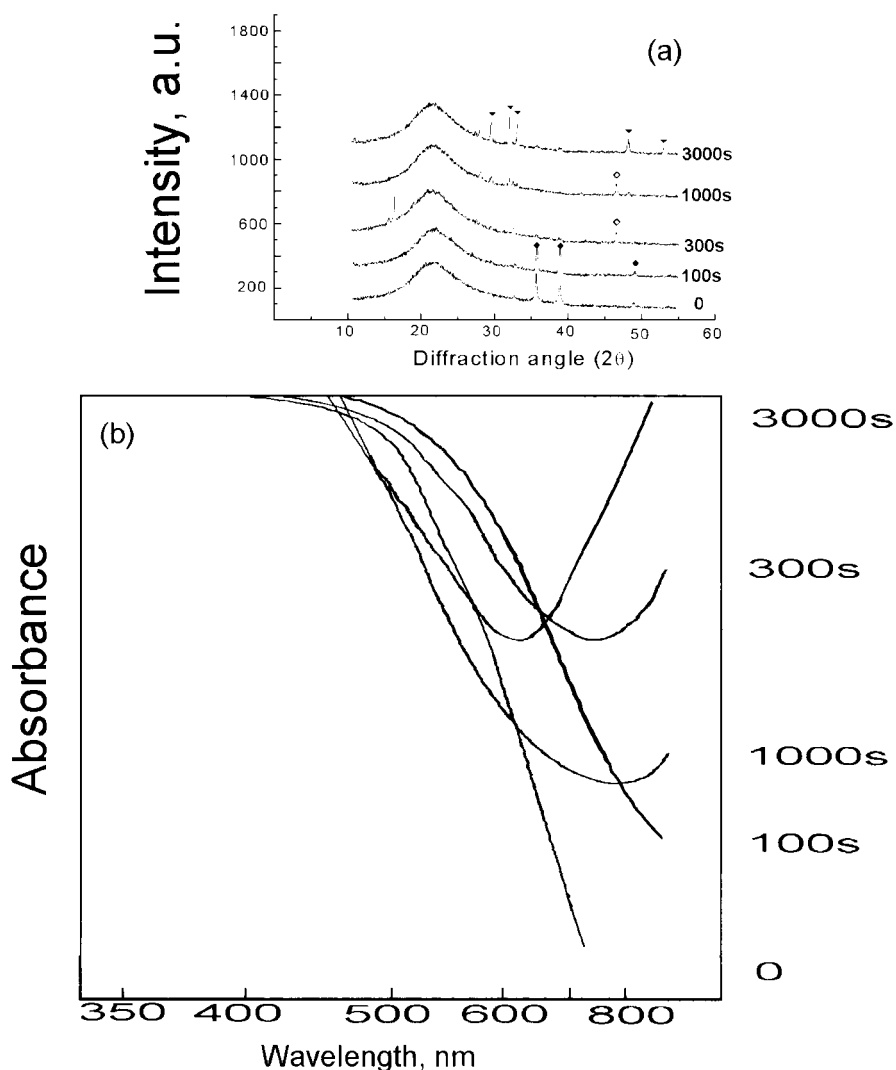 Intensity, a.u.
1800
1400
1000
600
200
(a)
3000s
1000s
300s
100s
0
10 20 30 40 50 60
Diffraction angle (2θ)
(b)
Absorbance
3000s
300s
1000s
100s
0
350 400 500 600 800
Wavelength, nm